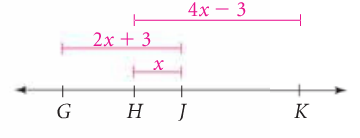 4x − 3
2x + 3
x
G H J K